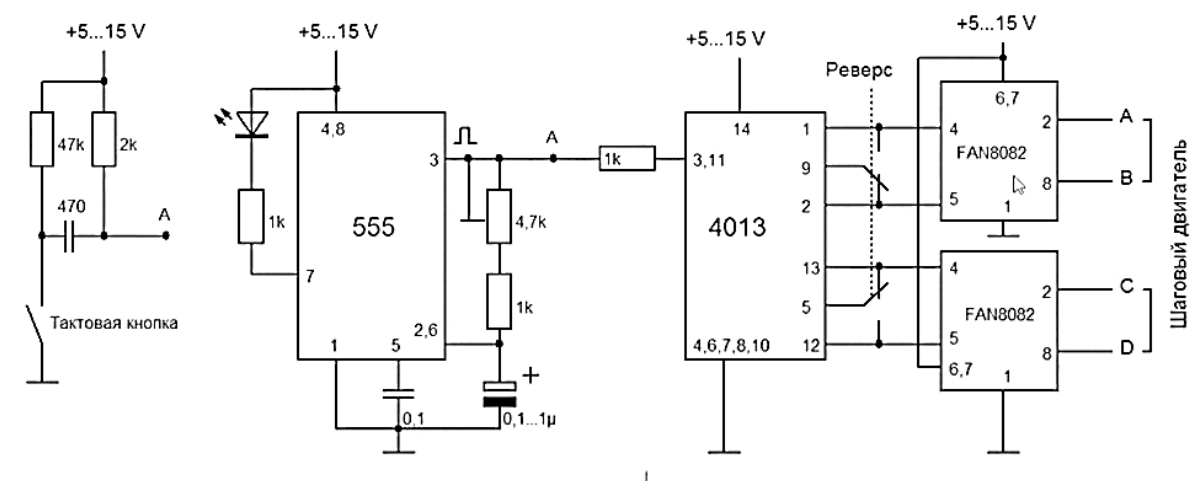 +5...15 V
47k
2k
470
A
Тактовая кнопка
+5...15 V
4,8
3
1k
555
7
4,7k
1k
2,6
1
5
0,1
+
0,1...1µ
A
1k
+5...15 V
14
3,11
4013
1
9
2
13
5
12
4,6,7,8,10
Реверс
+5...15 V
6,7
4
FAN8082
5
1
2
8
A
B
4
FAN8082
5
6,7
1
2
8
C
D
Шаговый двигатель